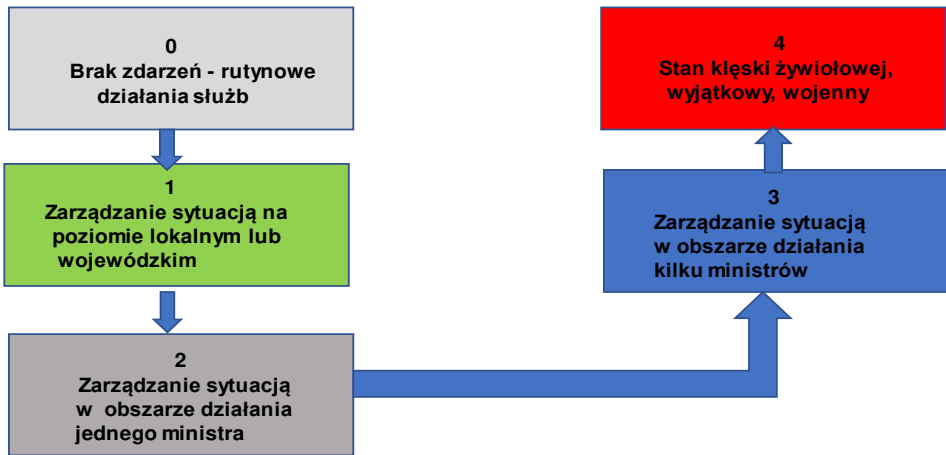 0
Brak zdarzeń - rutynowe
działania służb
1
Zarządzanie sytuacją na
poziomie lokalnym lub
wojewódzkim
2
Zarządzanie sytuacją
w obszarze działania
jednego ministra
3
Zarządzanie sytuacją
w obszarze działania
kilku ministrów
4
Stan klęski żywiołowej,
wyjątkowy, wojenny